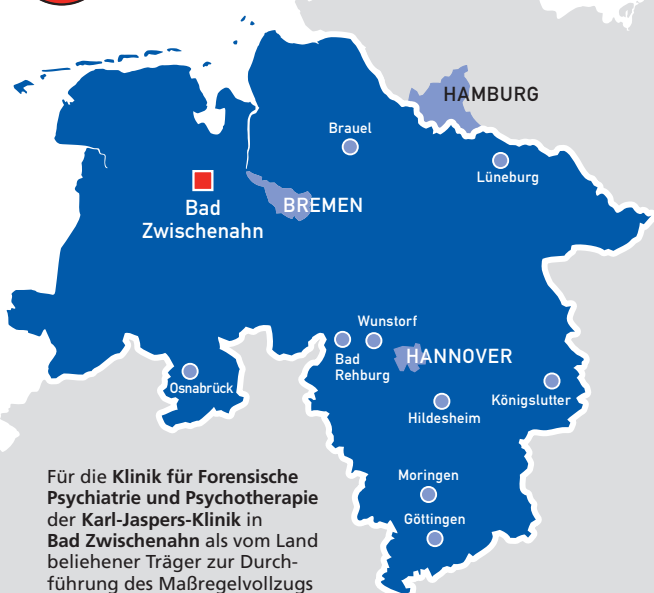 HAMBURG
Brauel
Lüneburg
Bad
Zwischenahn
BREMEN
Wunstorf
Bad
Rehburg
HANNOVER
Osnabrück
Königslutter
Hildesheim
Moringen
Göttingen
Für die Klinik für Forensische
Psychiatrie und Psychotherapie
der Karl-Jaspers-Klinik in
Bad Zwischenahn als vom Land
beliehener Träger zur Durch-
führung des Maßregelvollzugs